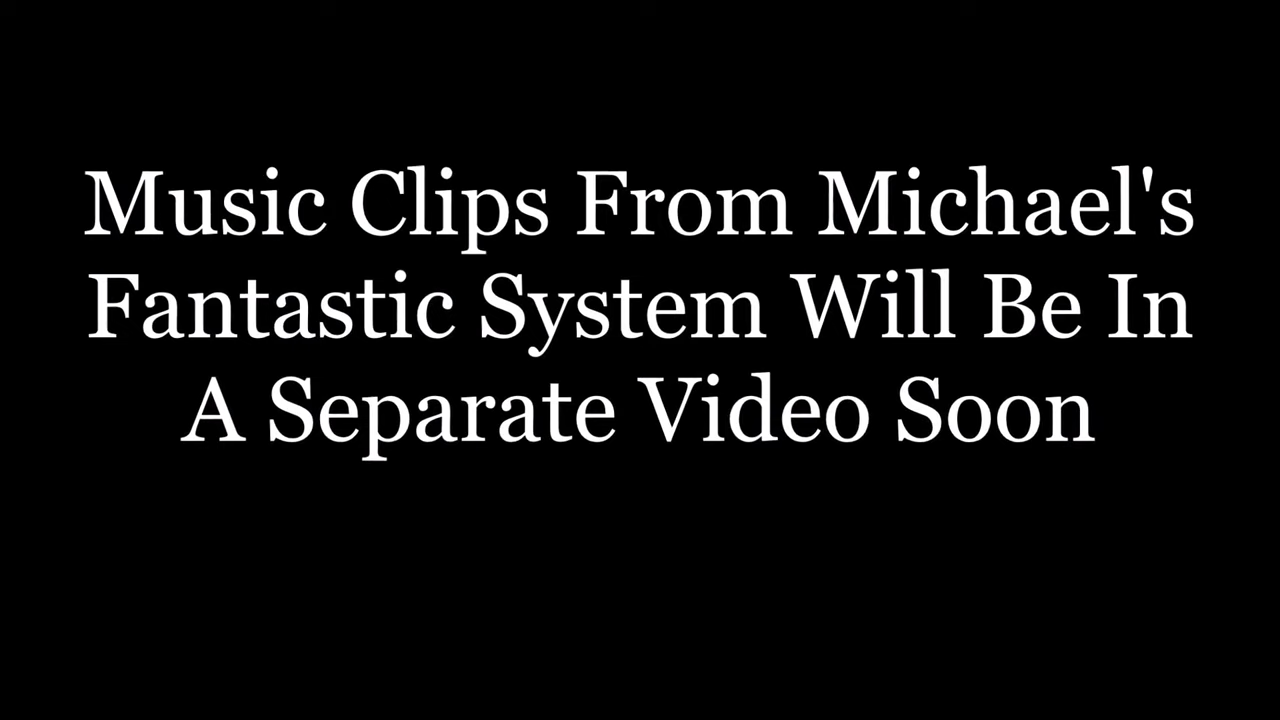 Music Clips From Michael's
Fantastic System Will Be In
A Separate Video Soon